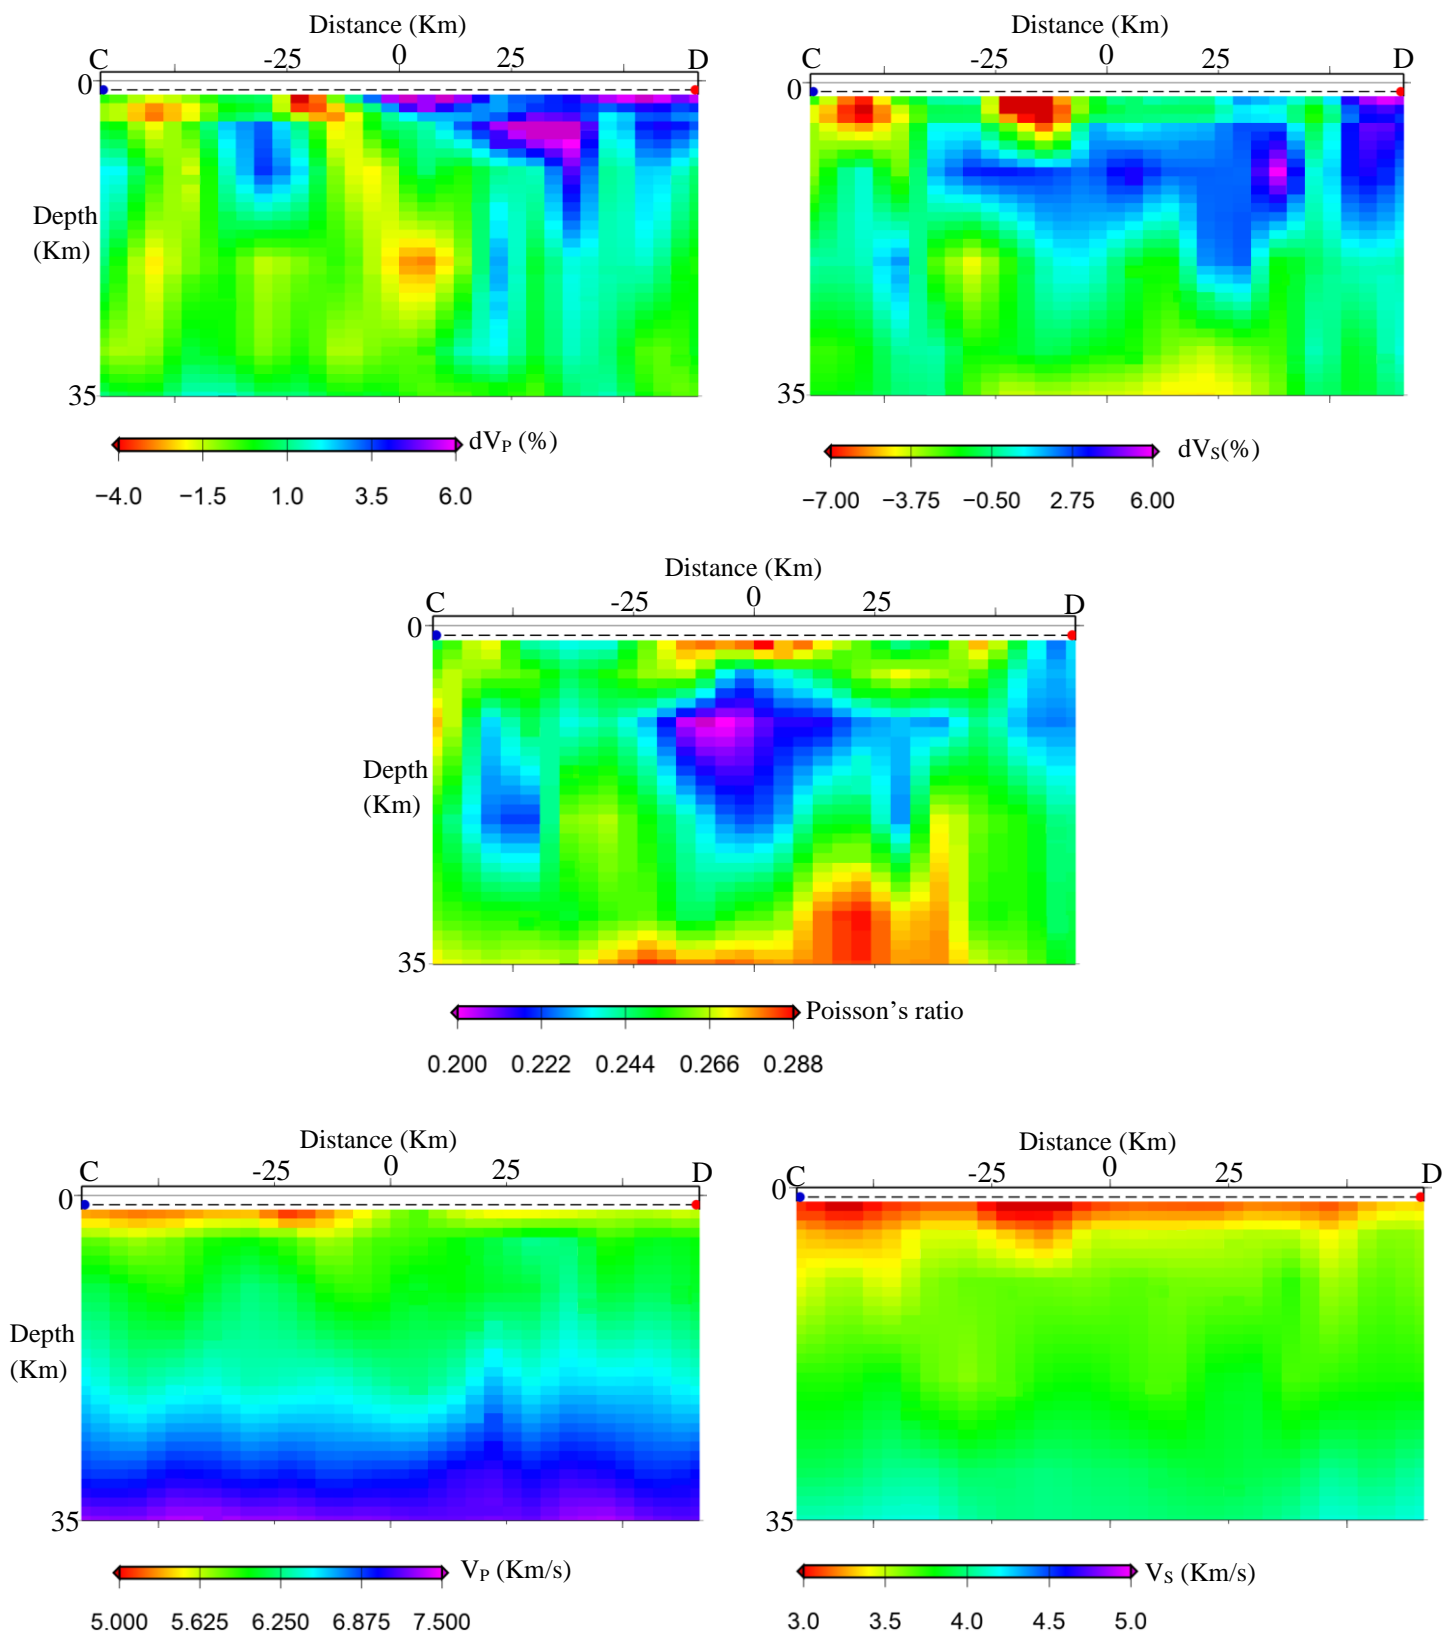 Distance (Km)
C -25 0 25 D
0
Depth
(Km)
35
dVP (%)
−4.0 −1.5 1.0 3.5 6.0
Distance (Km)
C -25 0 25 D
0
35
dVS(%)
−7.00 −3.75 −0.50 2.75 6.00
Distance (Km)
C -25 0 25 D
0
Depth
(Km)
35
Poisson’s ratio
0.200 0.222 0.244 0.266 0.288
Distance (Km)
C -25 0 25 D
0
Depth
(Km)
35
VP (Km/s)
5.000 5.625 6.250 6.875 7.500
Distance (Km)
C -25 0 25 D
0
35
VS (Km/s)
3.0 3.5 4.0 4.5 5.0